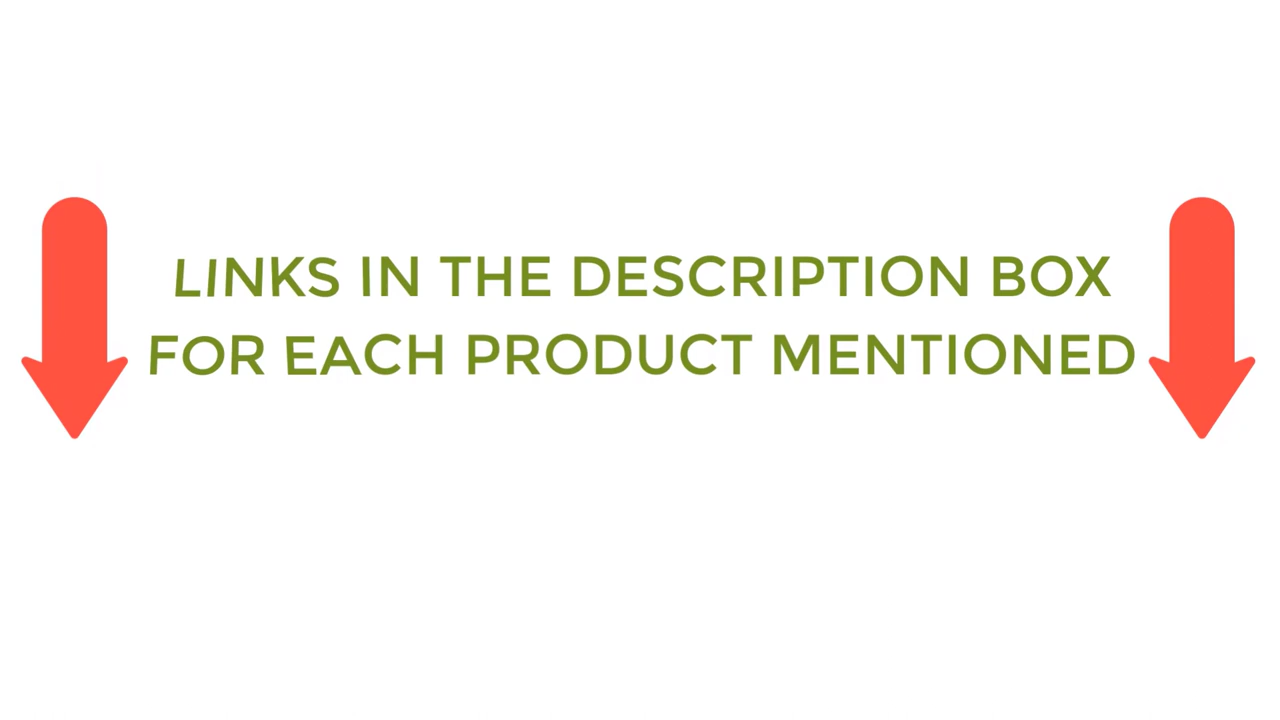 LINKS IN THE DESCRIPTION BOX
FOR EACH PRODUCT MENTIONED